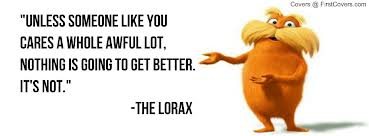 Covers @ FirstCovers.com
"UNLESS SOMEONE LIKE YOU
CARES A WHOLE AWFUL LOT,
NOTHING IS GOING TO GET BETTER.
IT'S NOT."
-THE LORAX